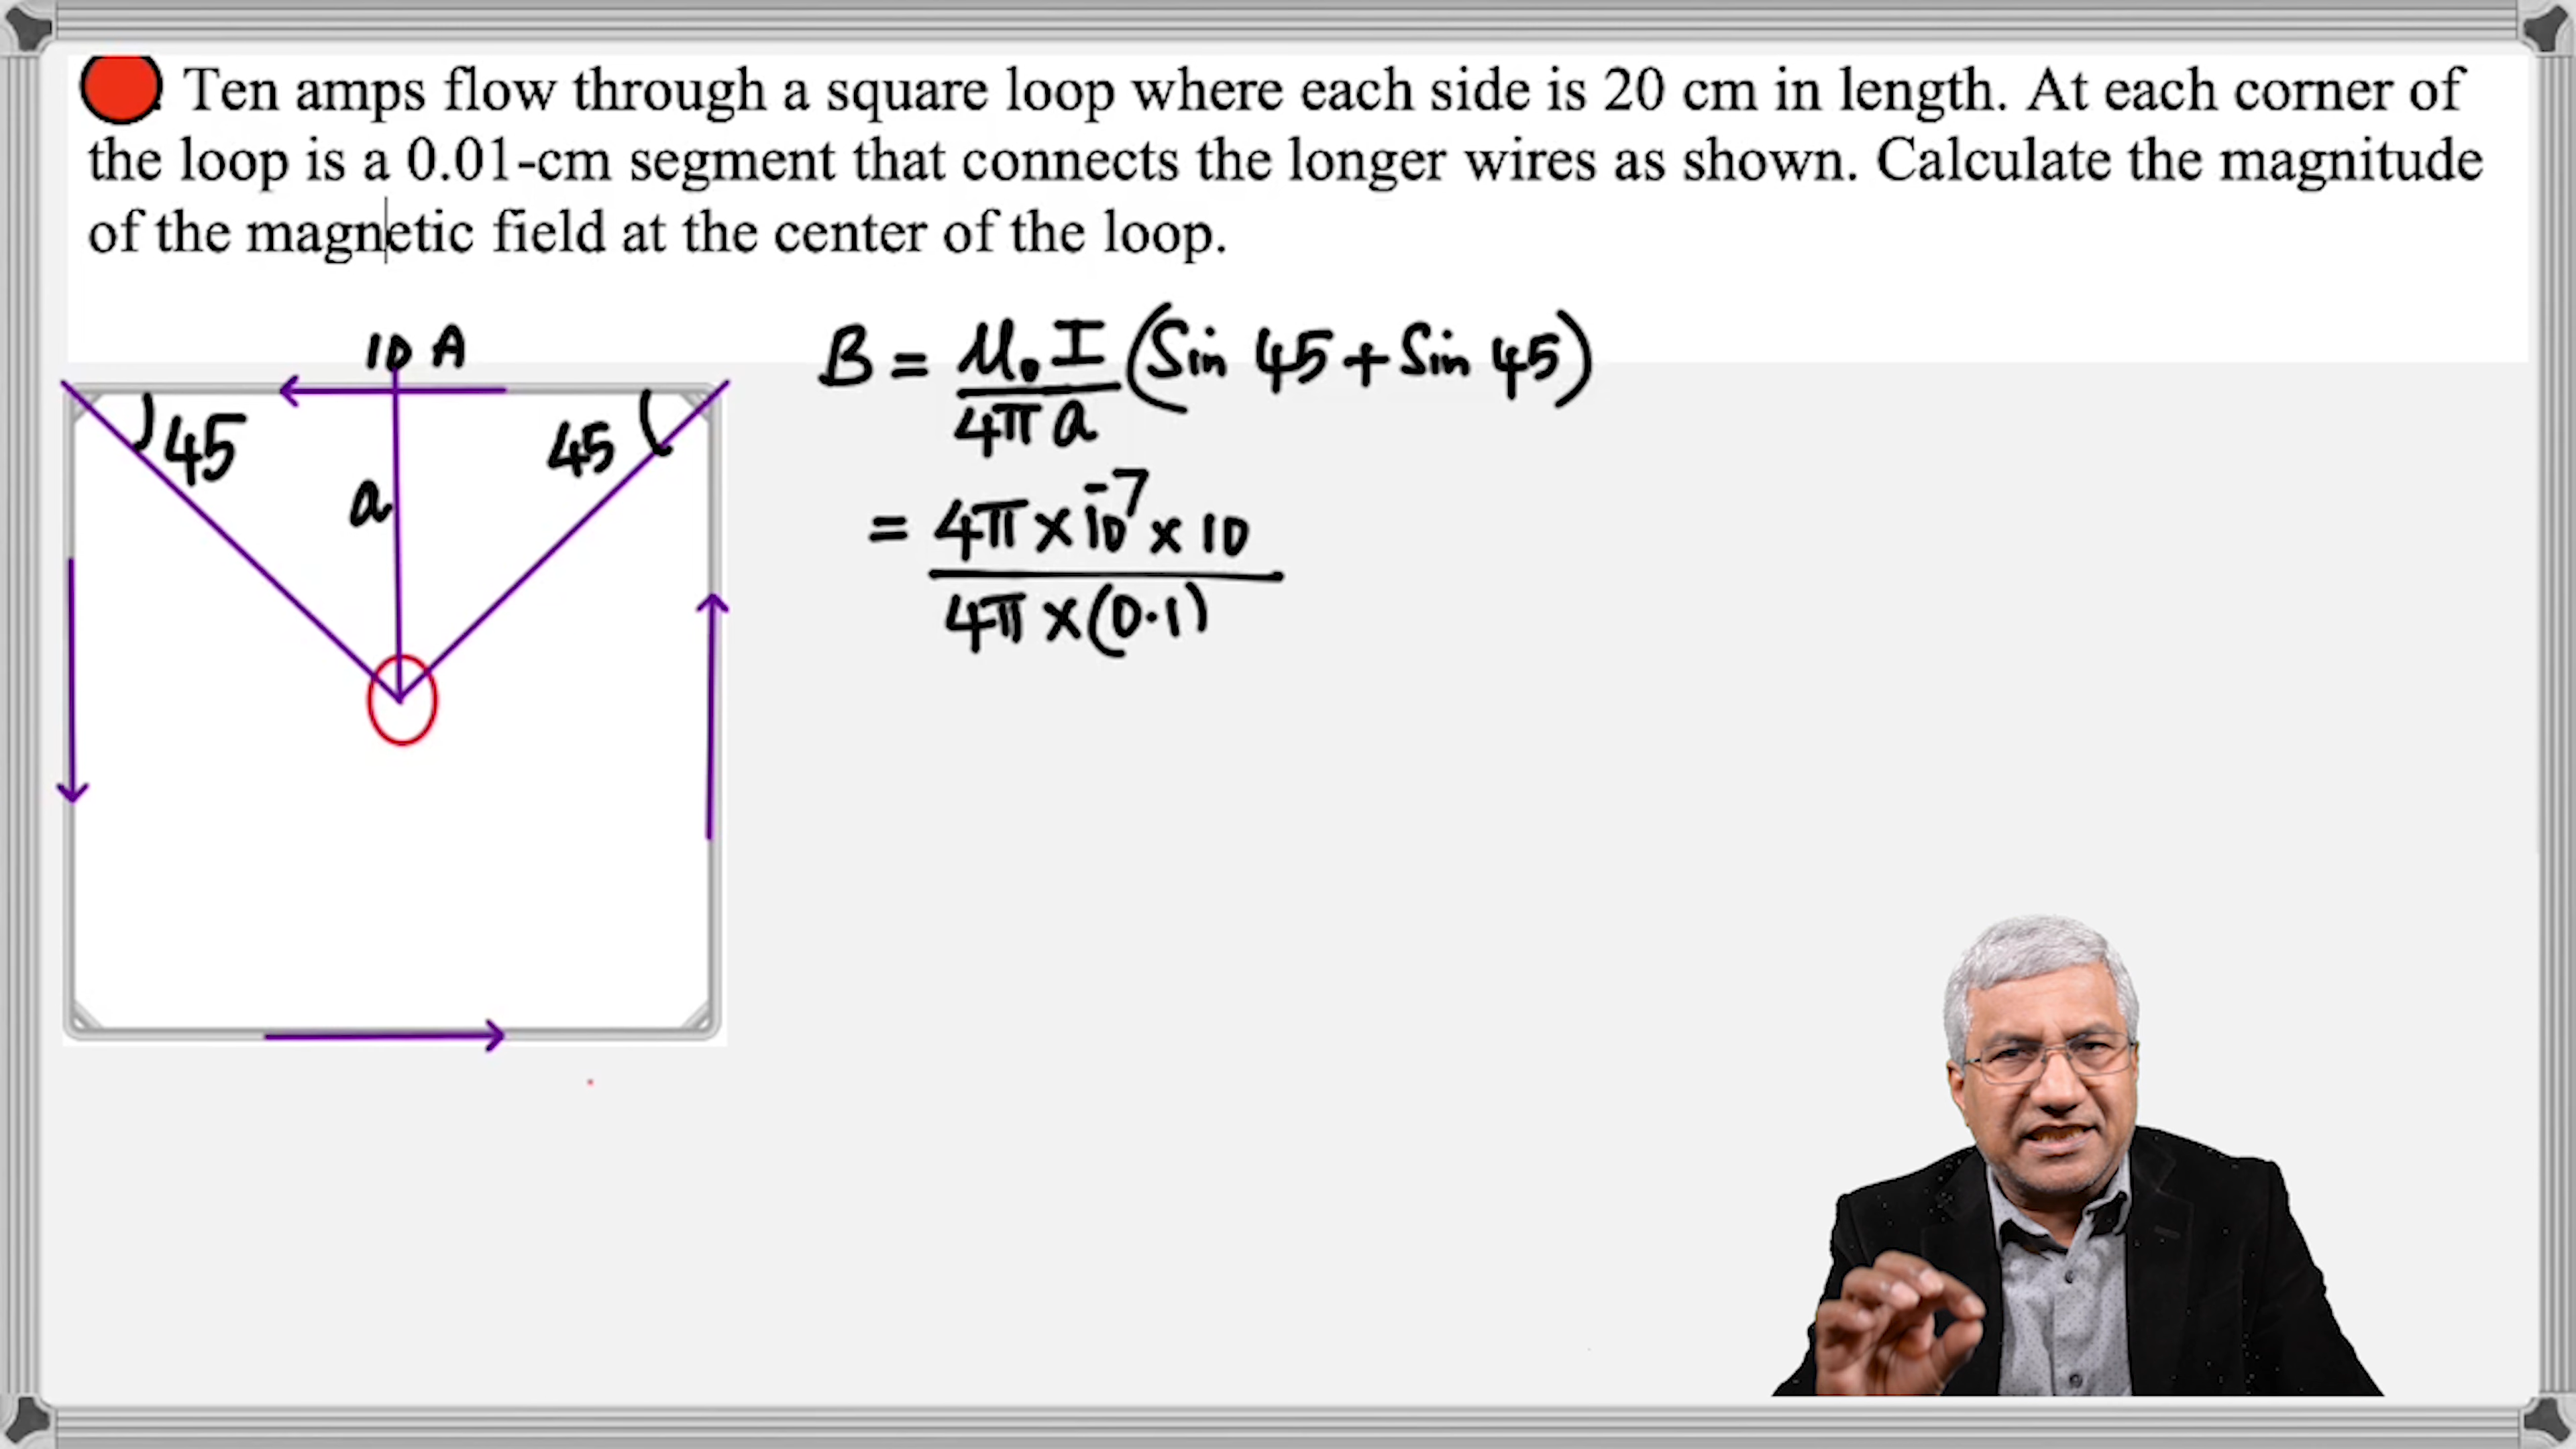 Ten amps flow through a square loop where each side is 20 cm in length. At each corner of
the loop is a 0.01-cm segment that connects the longer wires as shown. Calculate the magnitude
of the magnetic field at the center of the loop.
10 A
45
45
a
B = μ₀ I / 4π a (Sin 45 + Sin 45)
= 4π × 10⁻⁷ × 10 / 4π × (0.1)